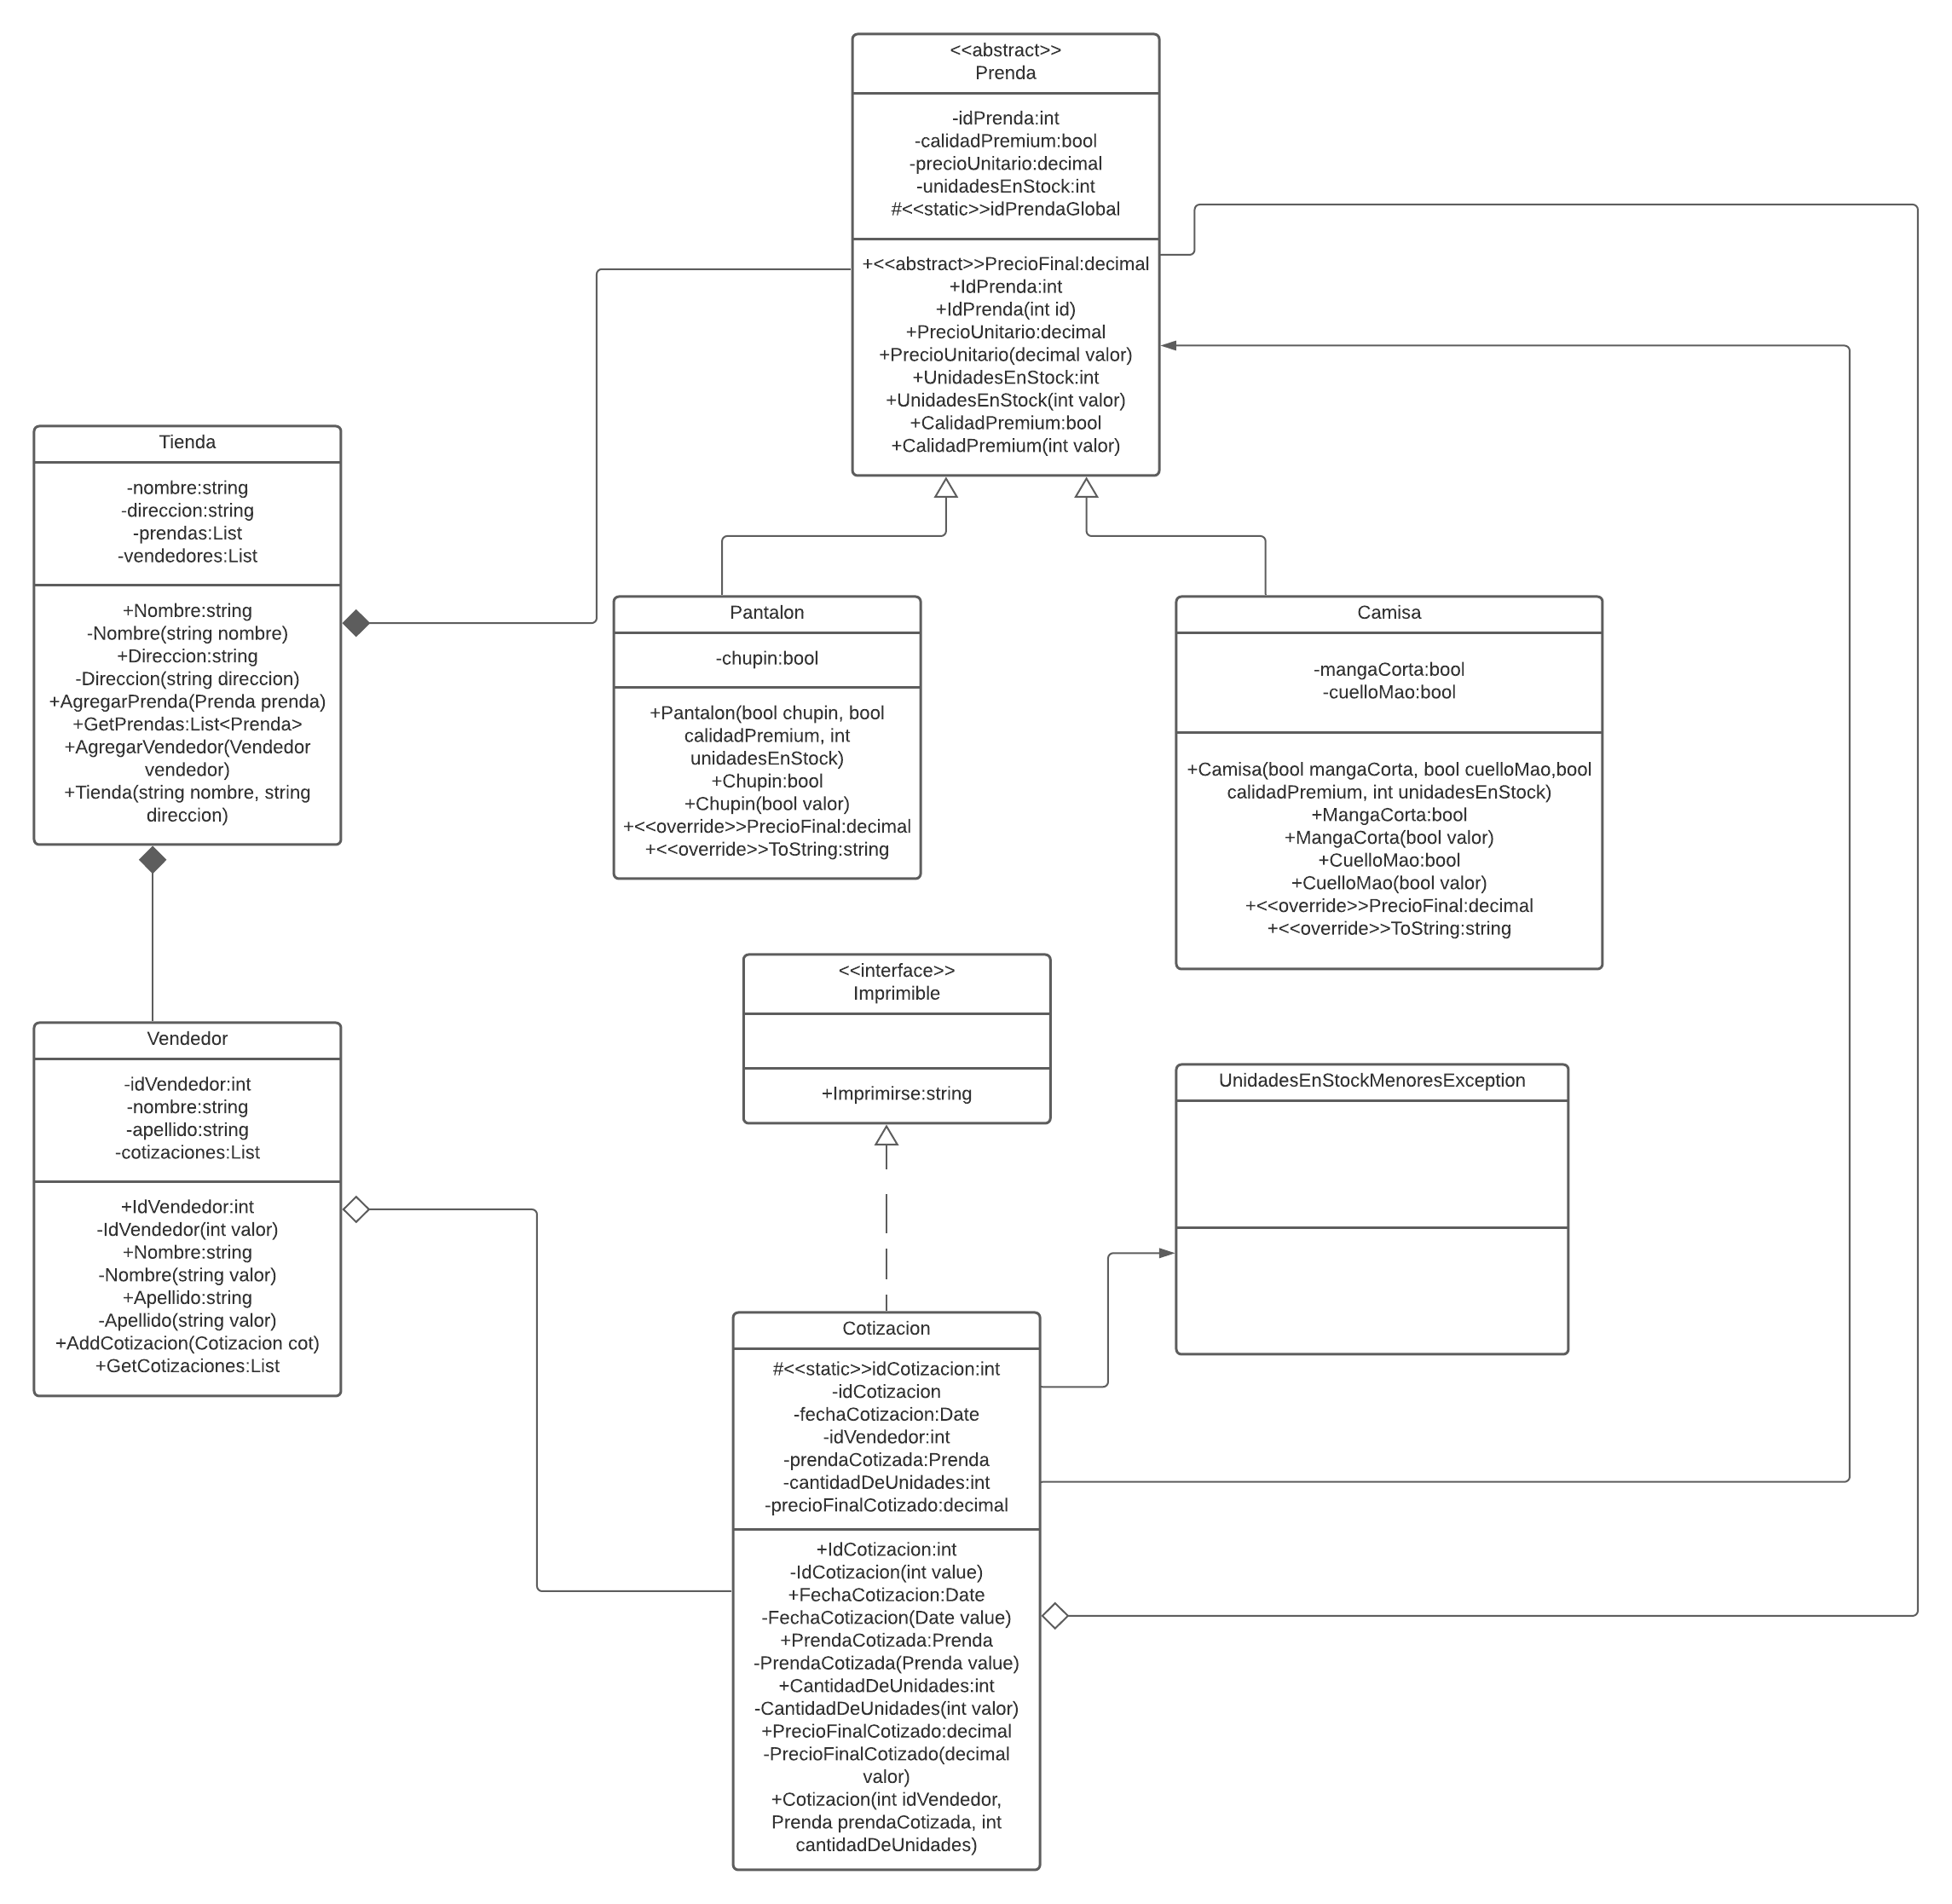 <<abstract>>
Prenda
-idPrenda:int
-calidadPremium:bool
-precioUnitario:decimal
-unidadesEnStock:int
#<<static>>idPrendaGlobal
+<<abstract>>PrecioFinal:decimal
+IdPrenda:int
+IdPrenda(int id)
+PrecioUnitario:decimal
+PrecioUnitario(decimal valor)
+UnidadesEnStock:int
+UnidadesEnStock(int valor)
+CalidadPremium:bool
+CalidadPremium(int valor)
Tienda
-nombre:string
-direccion:string
-prendas:List
-vendedores:List
+Nombre:string
-Nombre(string nombre)
+Direccion:string
-Direccion(string direccion)
+AgregarPrenda(Prenda prenda)
+GetPrendas:List<Prenda>
+AgregarVendedor(Vendedor
vendedor)
+Tienda(string nombre, string
direccion)
Pantalon
-chupin:bool
+Pantalon(bool chupin, bool
calidadPremium, int
unidadesEnStock)
+Chupin:bool
+Chupin(bool valor)
+<<override>>PrecioFinal:decimal
+<<override>>ToString:string
Camisa
-mangaCorta:bool
-cuelloMao:bool
+Camisa(bool mangaCorta, bool cuelloMao,bool
calidadPremium, int unidadesEnStock)
+MangaCorta:bool
+MangaCorta(bool valor)
+CuelloMao:bool
+CuelloMao(bool valor)
+<<override>>PrecioFinal:decimal
+<<override>>ToString:string
<<interface>>
Imprimible
+Imprimirse:string
Vendedor
-idVendedor:int
-nombre:string
-apellido:string
-cotizaciones:List
+IdVendedor:int
-IdVendedor(int valor)
+Nombre:string
-Nombre(string valor)
+Apellido:string
-Apellido(string valor)
+AddCotizacion(Cotizacion cot)
+GetCotizaciones:List
UnidadesEnStockMenoresException
Cotizacion
#<<static>>idCotizacion:int
-idCotizacion
-fechaCotizacion:Date
-idVendedor:int
-prendaCotizada:Prenda
-cantidadDeUnidades:int
-precioFinalCotizado:decimal
+IdCotizacion:int
-IdCotizacion(int value)
+FechaCotizacion:Date
-FechaCotizacion(Date value)
+PrendaCotizada:Prenda
-PrendaCotizada(Prenda value)
+CantidadDeUnidades:int
-CantidadDeUnidades(int valor)
+PrecioFinalCotizado:decimal
-PrecioFinalCotizado(decimal
valor)
+Cotizacion(int idVendedor,
Prenda prendaCotizada, int
cantidadDeUnidades)